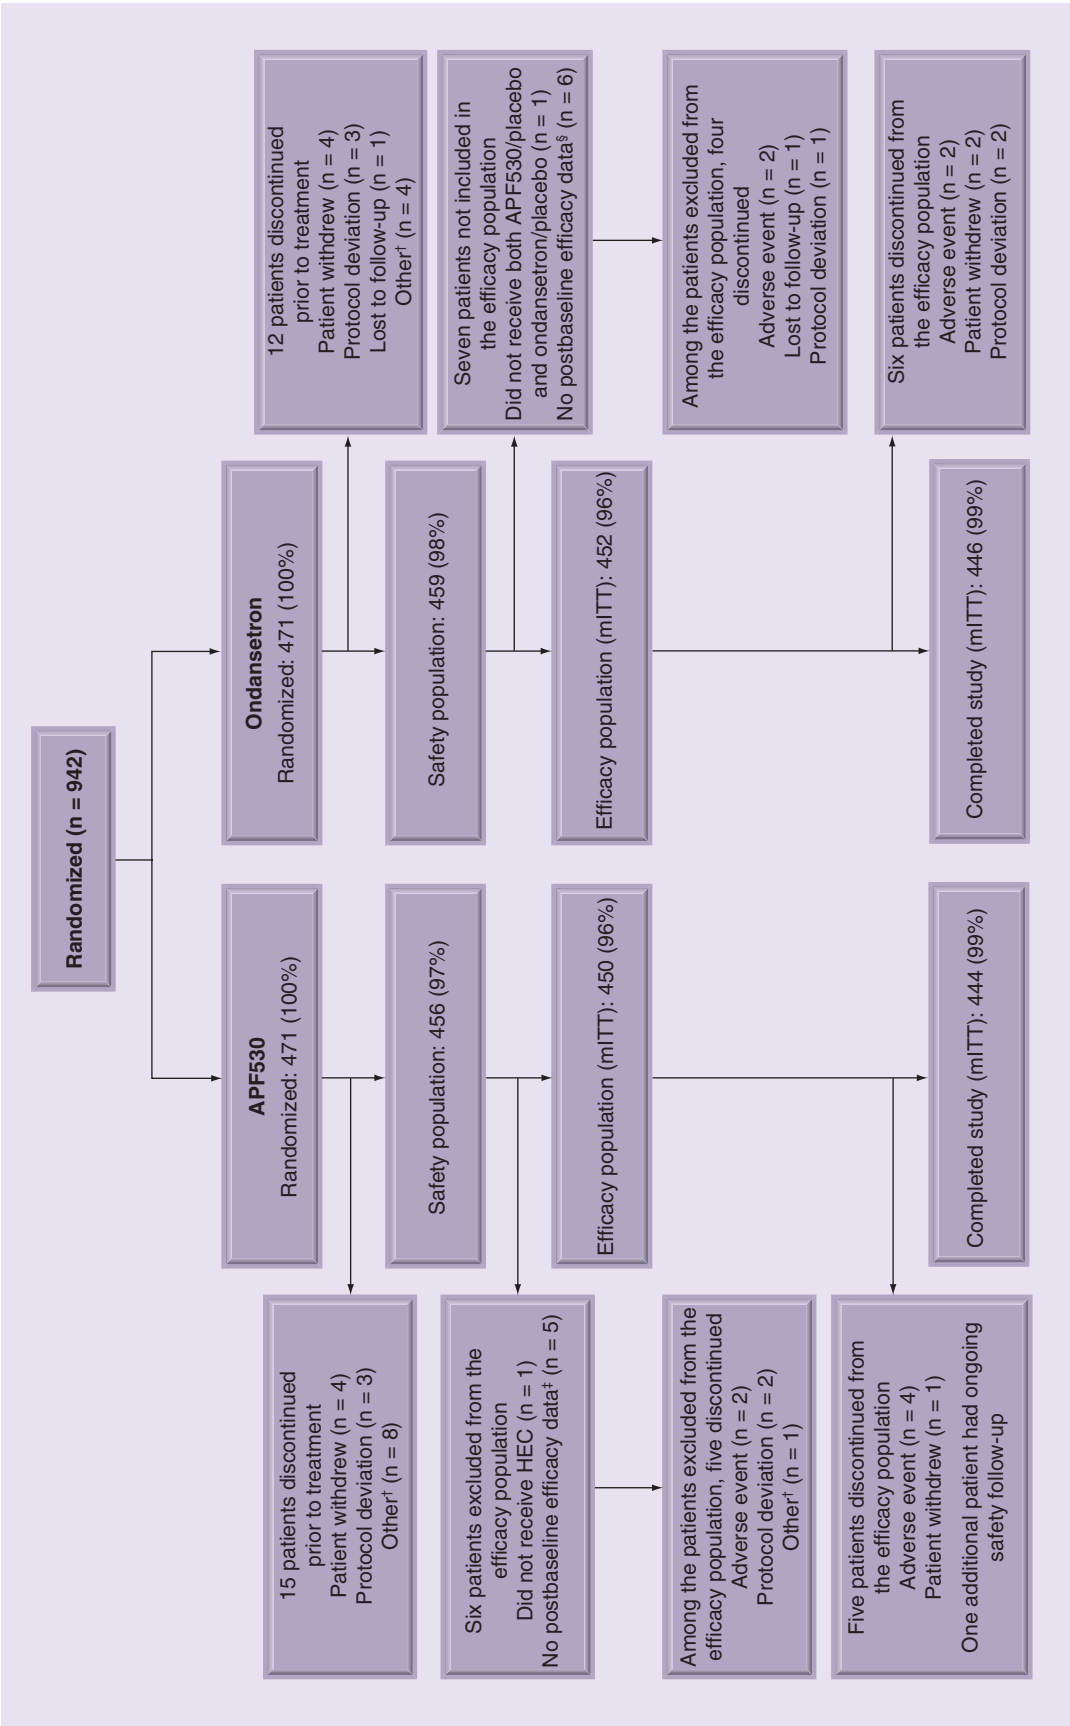 Randomized (n = 942)
APF530
Randomized: 471 (100%)
Ondansetron
Randomized: 471 (100%)
15 patients discontinued
prior to treatment
Patient withdrew (n = 4)
Protocol deviation (n = 3)
Other† (n = 8)
12 patients discontinued
prior to treatment
Patient withdrew (n = 4)
Protocol deviation (n = 3)
Lost to follow-up (n = 1)
Other† (n = 4)
Safety population: 456 (97%)
Safety population: 459 (98%)
Six patients excluded from the
efficacy population
Did not receive HEC (n = 1)
No postbaseline efficacy data‡ (n = 5)
Seven patients not included in
the efficacy population
Did not receive both APF530/placebo
and ondansetron/placebo (n = 1)
No postbaseline efficacy data§ (n = 6)
Efficacy population (mITT): 450 (96%)
Efficacy population (mITT): 452 (96%)
Among the patients excluded from the
efficacy population, five discontinued
Adverse event (n = 2)
Protocol deviation (n = 2)
Other† (n = 1)
Among the patients excluded from
the efficacy population, four
discontinued
Adverse event (n = 2)
Lost to follow-up (n = 1)
Protocol deviation (n = 1)
Five patients discontinued from
the efficacy population
Adverse event (n = 4)
Patient withdrew (n = 1)
One additional patient had ongoing
safety follow-up
Six patients discontinued from
the efficacy population
Adverse event (n = 2)
Patient withdrew (n = 2)
Protocol deviation (n = 2)
Completed study (mITT): 444 (99%)
Completed study (mITT): 446 (99%)